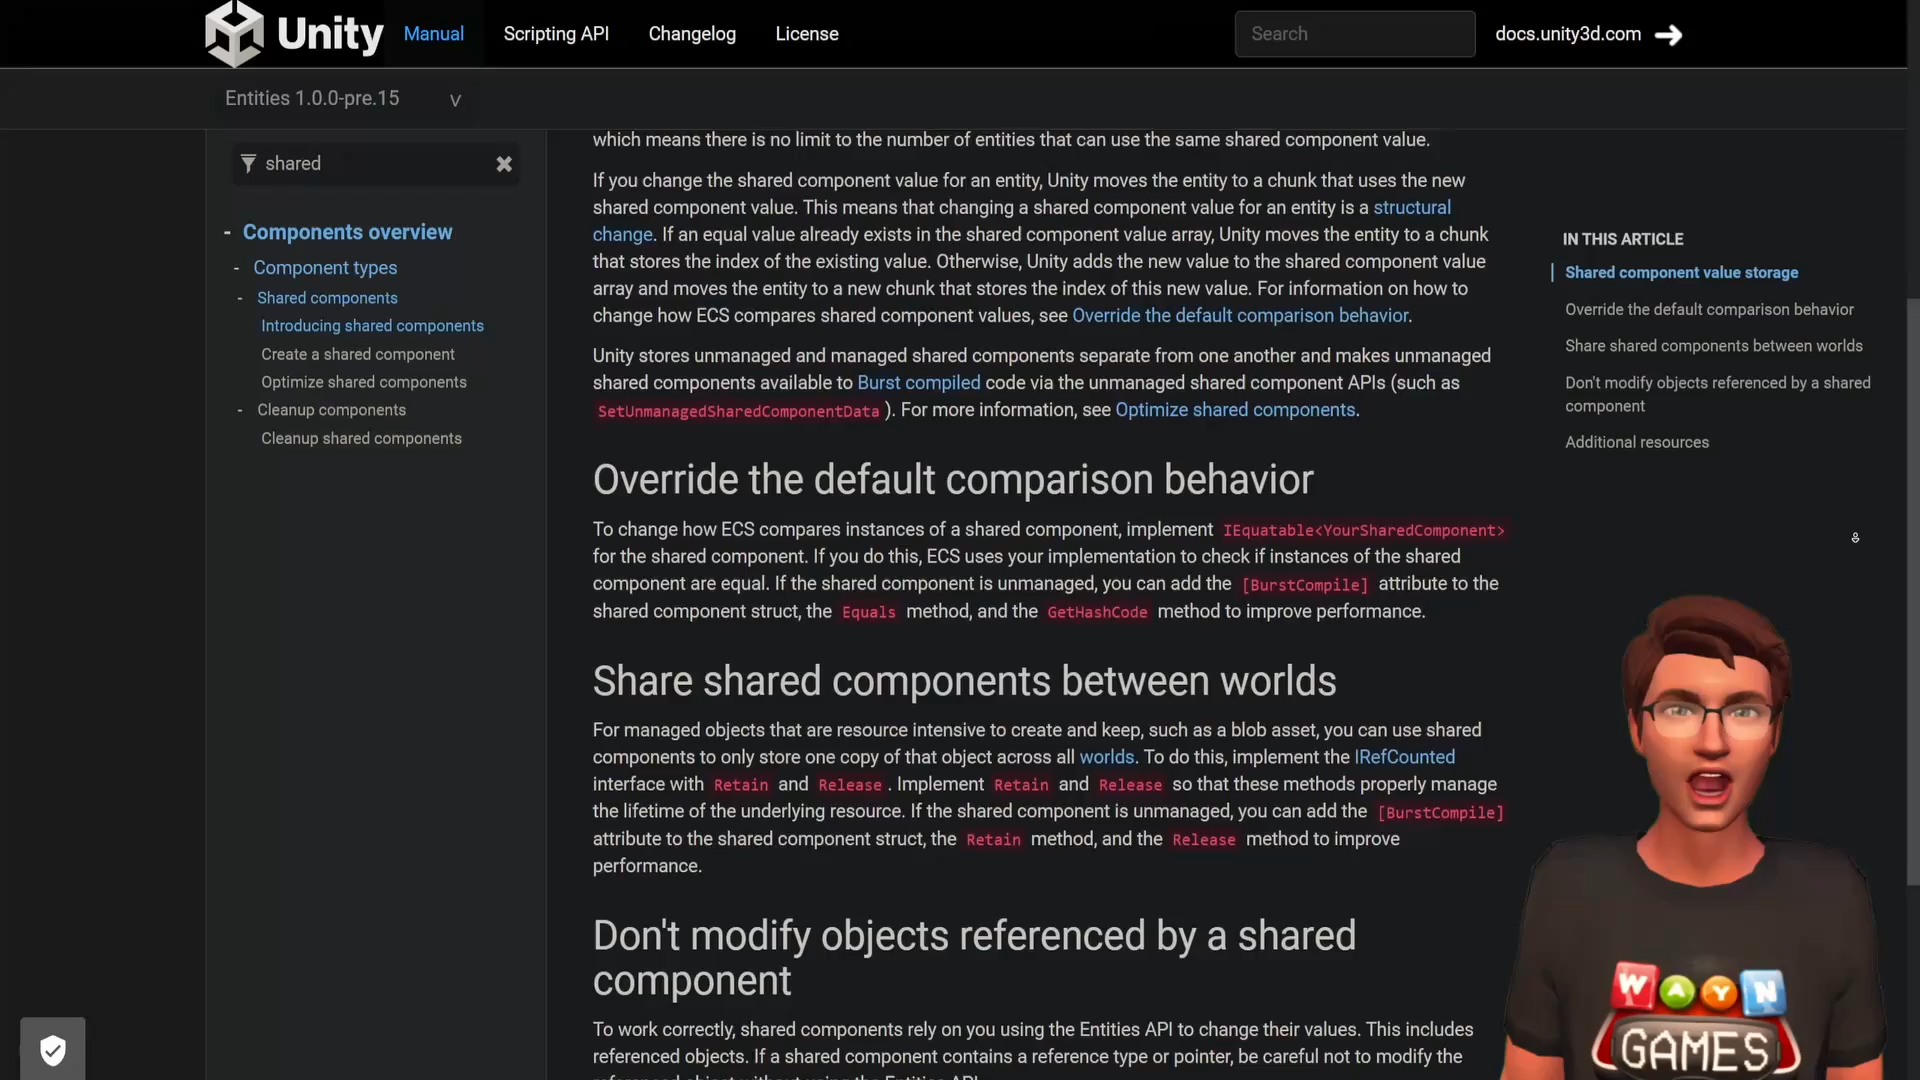 Unity
Manual
Scripting API
Changelog
License
Search
docs.unity3d.com
Entities 1.0.0-pre.15
shared
- Components overview
- Component types
- Shared components
Introducing shared components
Create a shared component
Optimize shared components
- Cleanup components
Cleanup shared components
which means there is no limit to the number of entities that can use the same shared component value.
If you change the shared component value for an entity, Unity moves the entity to a chunk that uses the new
shared component value. This means that changing a shared component value for an entity is a structural
change. If an equal value already exists in the shared component value array, Unity moves the entity to a chunk
that stores the index of the existing value. Otherwise, Unity adds the new value to the shared component value
array and moves the entity to a new chunk that stores the index of this new value. For information on how to
change how ECS compares shared component values, see Override the default comparison behavior.
Unity stores unmanaged and managed shared components separate from one another and makes unmanaged
shared components available to Burst compiled code via the unmanaged shared component APIs (such as
SetUnmanagedSharedComponentData ). For more information, see Optimize shared components.
Override the default comparison behavior
To change how ECS compares instances of a shared component, implement IEquatable<YourSharedComponent>
for the shared component. If you do this, ECS uses your implementation to check if instances of the shared
component are equal. If the shared component is unmanaged, you can add the [BurstCompile] attribute to the
shared component struct, the Equals method, and the GetHashCode method to improve performance.
Share shared components between worlds
For managed objects that are resource intensive to create and keep, such as a blob asset, you can use shared
components to only store one copy of that object across all worlds. To do this, implement the IRefCounted
interface with Retain and Release . Implement Retain and Release so that these methods properly manage
the lifetime of the underlying resource. If the shared component is unmanaged, you can add the [BurstCompile]
attribute to the shared component struct, the Retain method, and the Release method to improve
performance.
Don't modify objects referenced by a shared
component
To work correctly, shared components rely on you using the Entities API to change their values. This includes
referenced objects. If a shared component contains a reference type or pointer, be careful not to modify the
referenced object without using the Entities API
IN THIS ARTICLE
Shared component value storage
Override the default comparison behavior
Share shared components between worlds
Don't modify objects referenced by a shared
component
Additional resources
WAYN
GAMES